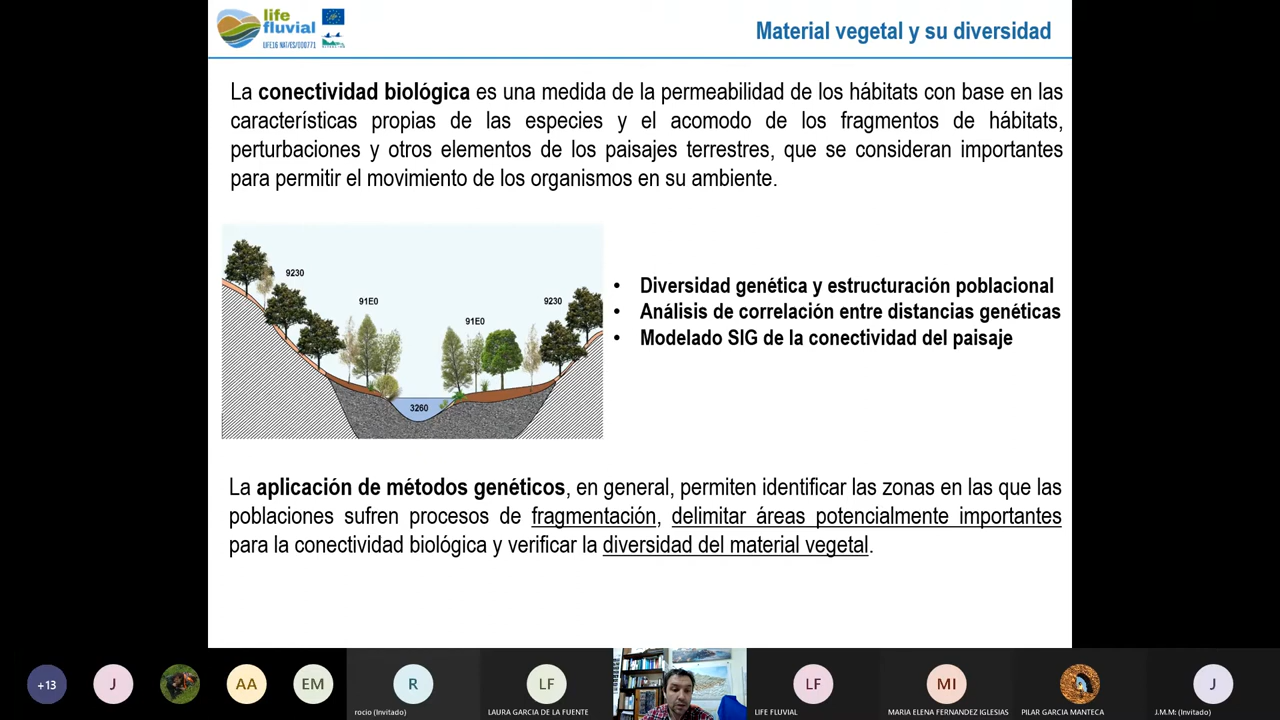 life
fluvial
LIFE16 NAT/ES/000771
Material vegetal y su diversidad
La conectividad biológica es una medida de la permeabilidad de los hábitats con base en las
características propias de las especies y el acomodo de los fragmentos de hábitats,
perturbaciones y otros elementos de los paisajes terrestres, que se consideran importantes
para permitir el movimiento de los organismos en su ambiente.
9230
91E0
91E0
9230
3260
• Diversidad genética y estructuración poblacional
• Análisis de correlación entre distancias genéticas
• Modelado SIG de la conectividad del paisaje
La aplicación de métodos genéticos, en general, permiten identificar las zonas en las que las
poblaciones sufren procesos de fragmentación, delimitar áreas potencialmente importantes
para la conectividad biológica y verificar la diversidad del material vegetal.
+13
J
AA
EM
R
LF
LF
MI
J
rocio (Invitado)
LAURA GARCIA DE LA FUENTE
LIFE FLUVIAL
MARIA ELENA FERNANDEZ IGLESIAS
PILAR GARCIA MANTECA
J.M.M: (Invitado)